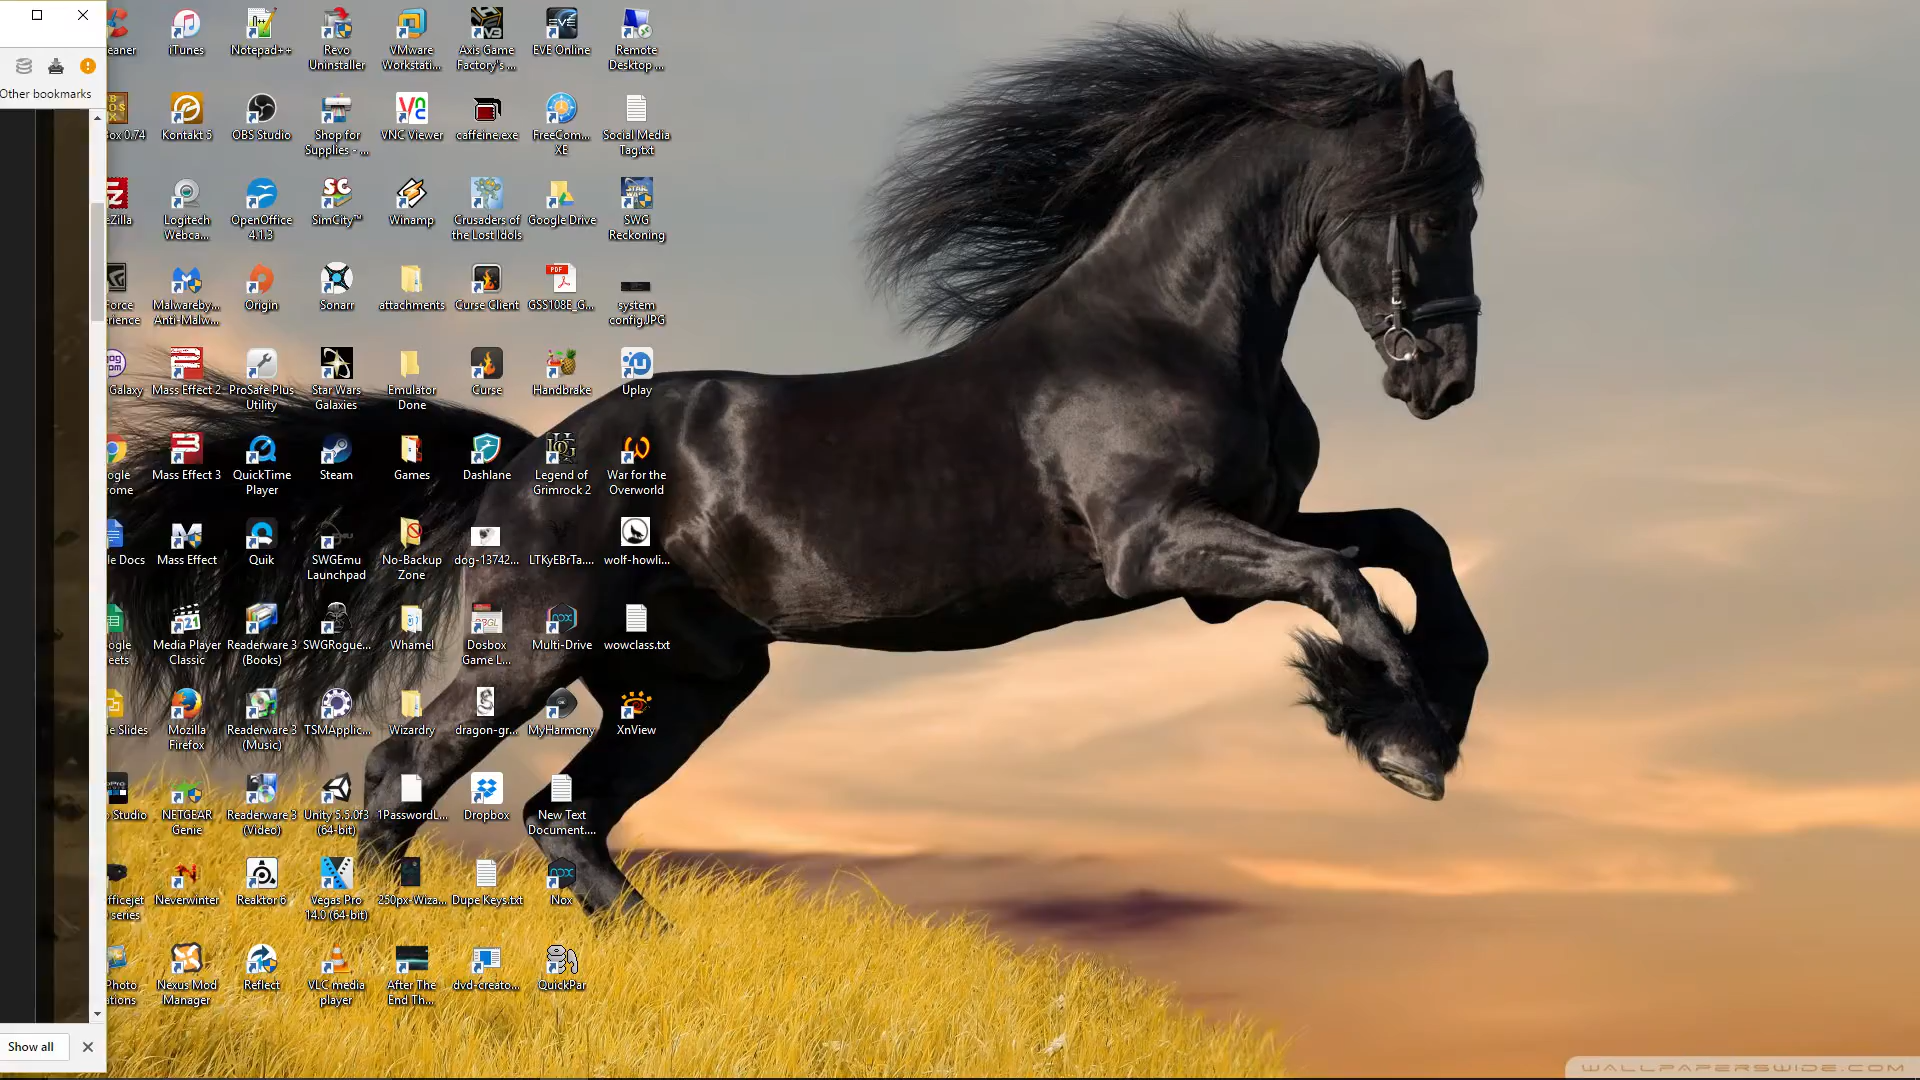 eaner
iTunes
Notepad++
Revo
Uninstaller
VMware
Workstati...
Axis Game
Factory's ...
EVE Online
Remote
Desktop ...
Other bookmarks
Box 0.74
Kontakt 5
OBS Studio
Shop for
Supplies - ...
VNC Viewer
caffeine.exe
FreeCom...
XE
Social Media
Tag.txt
eZilla
Logitech
Webca...
OpenOffice
4.1.3
SimCity™
Winamp
Crusaders of
the Lost Idols
Google Drive
SWG
Reckoning
Force
erience
Malwareby...
Anti-Malw...
Origin
Sonarr
attachments
Curse Client
GSS108E_G...
system
config.JPG
Galaxy
Mass Effect 2
ProSafe Plus
Utility
Star Wars
Galaxies
Emulator
Done
Curse
Handbrake
Uplay
ogle
rome
Mass Effect 3
QuickTime
Player
Steam
Games
Dashlane
Legend of
Grimrock 2
War for the
Overworld
le Docs
Mass Effect
Quik
SWGEmu
Launchpad
No-Backup
Zone
dog-13742...
LTKyEBrTa....
wolf-howli...
ogle
eets
Media Player
Classic
Readerware 3
(Books)
SWGRogue...
Whamel
Dosbox
Game L...
Multi-Drive
wowclass.txt
le Slides
Mozilla
Firefox
Readerware 3
(Music)
TSMApplic...
Wizardry
dragon-gr...
MyHarmony
XnView
Studio
NETGEAR
Genie
Readerware 3
(Video)
Unity 5.5.0f3
(64-bit)
1PasswordL...
Dropbox
New Text
Document....
fficejet
series
Neverwinter
Reaktor 6
Vegas Pro
14.0 (64-bit)
250px-Wiza...
Dupe Keys.txt
Nox
Photo
ations
Nexus Mod
Manager
Reflect
VLC media
player
After The
End Th...
dvd-creato...
QuickPar
Show all
WALLPAPERSWIDE.COM